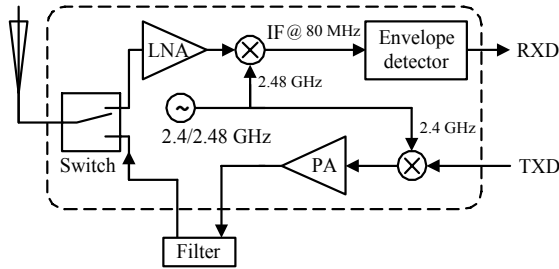 LNA
IF @ 80 MHz
Envelope
detector
RXD
2.48 GHz
~
2.4/2.48 GHz
2.4 GHz
Switch
PA
TXD
Filter